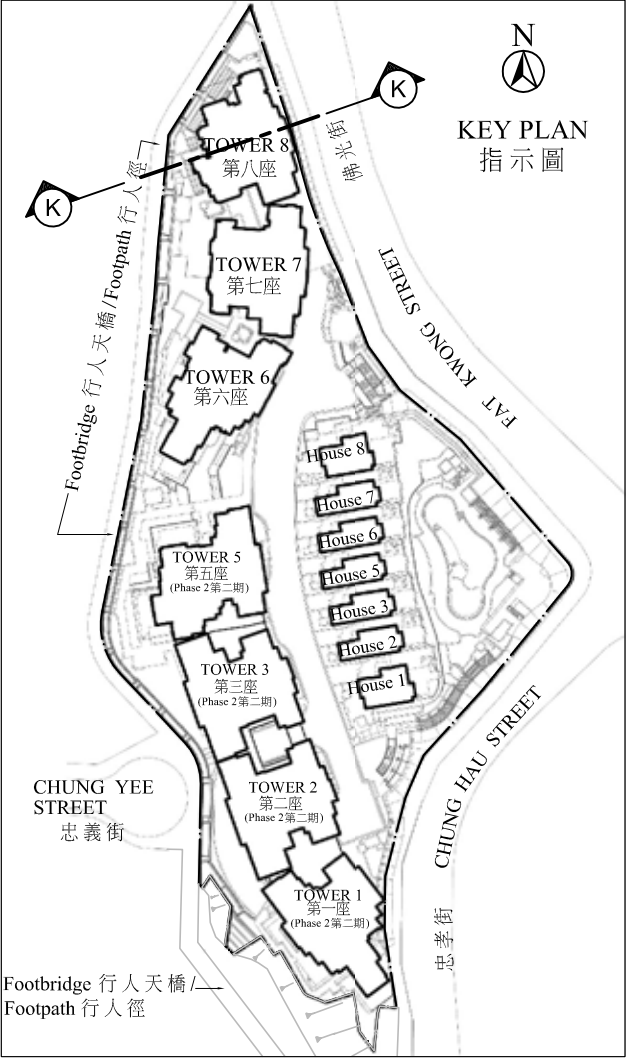 N
KEY PLAN
指示圖
K
K
佛光街
FAT KWONG STREET
Footbridge 行人天橋/Footpath 行人徑
TOWER 8
第八座
TOWER 7
第七座
TOWER 6
第六座
House 8
House 7
House 6
House 5
House 3
House 2
House 1
TOWER 5
第五座
(Phase 2第二期)
TOWER 3
第三座
(Phase 2第二期)
TOWER 2
第二座
(Phase 2第二期)
TOWER 1
第一座
(Phase 2第二期)
CHUNG YEE
STREET
忠義街
CHUNG HAU STREET
忠孝街
Footbridge 行人天橋/
Footpath 行人徑